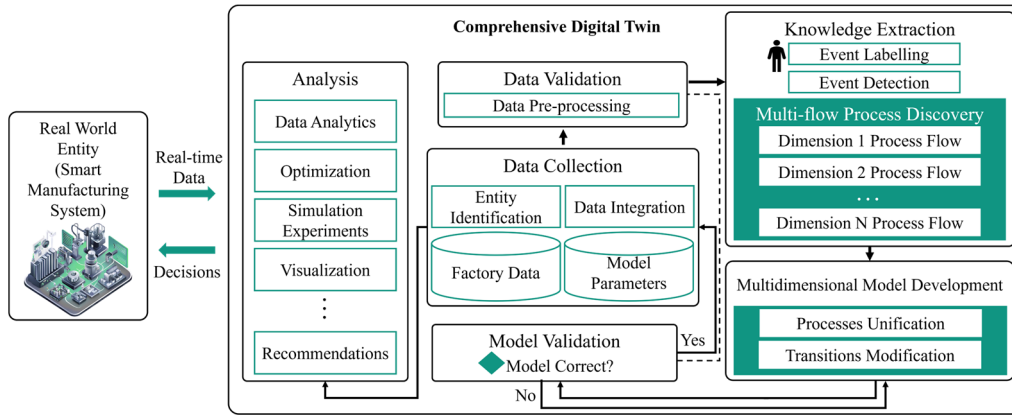 Comprehensive Digital Twin
Real World
Entity
(Smart
Manufacturing
System)
Real-time
Data
Decisions
Analysis
Data Analytics
Optimization
Simulation
Experiments
Visualization
⋮
Recommendations
Data Validation
Data Pre-processing
Data Collection
Entity
Identification
Data Integration
Factory Data
Model
Parameters
Model Validation
Model Correct?
Yes
No
Knowledge Extraction
Event Labelling
Event Detection
Multi-flow Process Discovery
Dimension 1 Process Flow
Dimension 2 Process Flow
...
Dimension N Process Flow
Multidimensional Model Development
Processes Unification
Transitions Modification